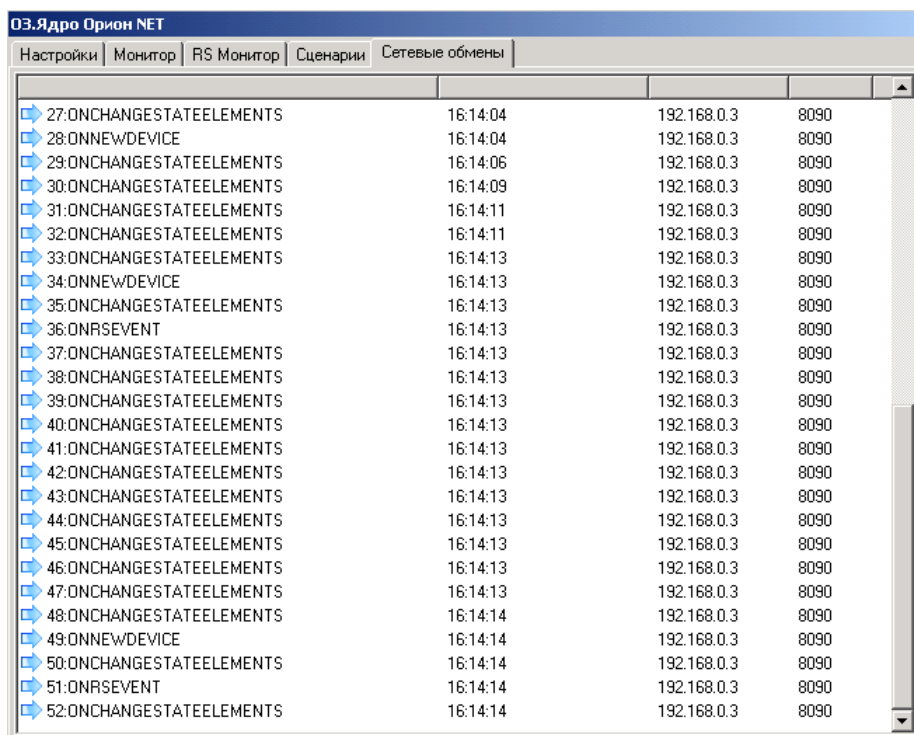 03.Ядро Орион NET
Настройки Монитор RS Монитор Сценарии Сетевые обмены
27:ONCHANGESTATEELEMENTS 16:14:04 192.168.0.3 8090
28:ONNEWDEVICE 16:14:04 192.168.0.3 8090
29:ONCHANGESTATEELEMENTS 16:14:06 192.168.0.3 8090
30:ONCHANGESTATEELEMENTS 16:14:09 192.168.0.3 8090
31:ONCHANGESTATEELEMENTS 16:14:11 192.168.0.3 8090
32:ONCHANGESTATEELEMENTS 16:14:11 192.168.0.3 8090
33:ONCHANGESTATEELEMENTS 16:14:13 192.168.0.3 8090
34:ONNEWDEVICE 16:14:13 192.168.0.3 8090
35:ONCHANGESTATEELEMENTS 16:14:13 192.168.0.3 8090
36:ONRSEVENT 16:14:13 192.168.0.3 8090
37:ONCHANGESTATEELEMENTS 16:14:13 192.168.0.3 8090
38:ONCHANGESTATEELEMENTS 16:14:13 192.168.0.3 8090
39:ONCHANGESTATEELEMENTS 16:14:13 192.168.0.3 8090
40:ONCHANGESTATEELEMENTS 16:14:13 192.168.0.3 8090
41:ONCHANGESTATEELEMENTS 16:14:13 192.168.0.3 8090
42:ONCHANGESTATEELEMENTS 16:14:13 192.168.0.3 8090
43:ONCHANGESTATEELEMENTS 16:14:13 192.168.0.3 8090
44:ONCHANGESTATEELEMENTS 16:14:13 192.168.0.3 8090
45:ONCHANGESTATEELEMENTS 16:14:13 192.168.0.3 8090
46:ONCHANGESTATEELEMENTS 16:14:13 192.168.0.3 8090
47:ONCHANGESTATEELEMENTS 16:14:13 192.168.0.3 8090
48:ONCHANGESTATEELEMENTS 16:14:14 192.168.0.3 8090
49:ONNEWDEVICE 16:14:14 192.168.0.3 8090
50:ONCHANGESTATEELEMENTS 16:14:14 192.168.0.3 8090
51:ONRSEVENT 16:14:14 192.168.0.3 8090
52:ONCHANGESTATEELEMENTS 16:14:14 192.168.0.3 8090